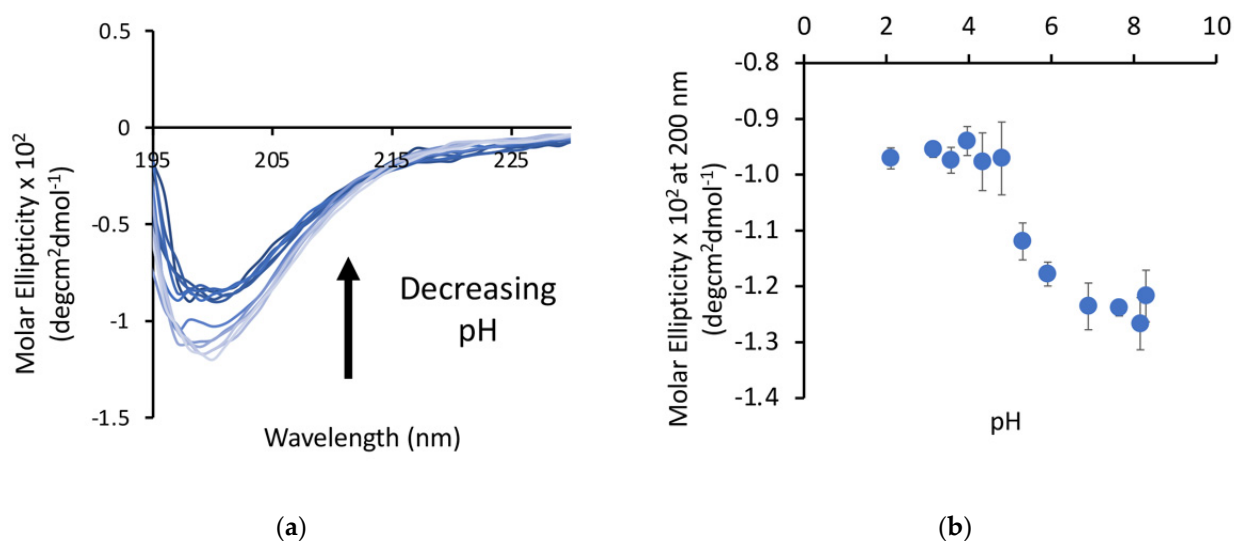 0.5
0
-0.5
-1
-1.5
195
205
215
225
Molar Ellipticity x 10²
(degcm²dmol⁻¹)
Decreasing
pH
Wavelength (nm)
(a)
0 2 4 6 8 10
-0.8
-0.9
-1.0
-1.1
-1.2
-1.3
-1.4
Molar Ellipticity x 10² at 200 nm
(degcm²dmol⁻¹)
pH
(b)